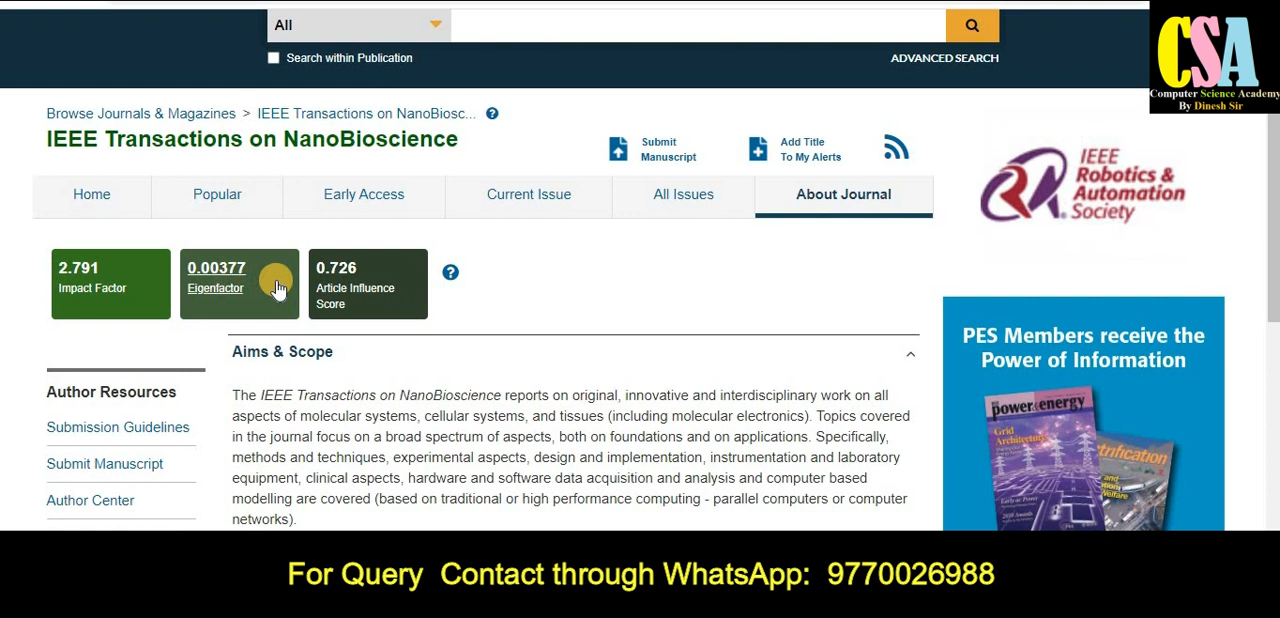 All
Search within Publication
ADVANCED SEARCH
CSA
Computer Science Academy
By Dinesh Sir
Browse Journals & Magazines > IEEE Transactions on NanoBiosc...
IEEE Transactions on NanoBioscience
Submit
Manuscript
Add Title
To My Alerts
IEEE
Robotics &
Automation
Society
Home
Popular
Early Access
Current Issue
All Issues
About Journal
2.791
Impact Factor
0.00377
Eigenfactor
0.726
Article Influence
Score
Aims & Scope
Author Resources
Submission Guidelines
Submit Manuscript
Author Center
The IEEE Transactions on NanoBioscience reports on original, innovative and interdisciplinary work on all
aspects of molecular systems, cellular systems, and tissues (including molecular electronics). Topics covered
in the journal focus on a broad spectrum of aspects, both on foundations and on applications. Specifically,
methods and techniques, experimental aspects, design and implementation, instrumentation and laboratory
equipment, clinical aspects, hardware and software data acquisition and analysis and computer based
modelling are covered (based on traditional or high performance computing - parallel computers or computer
networks).
PES Members receive the
Power of Information
power&energy
Grid
For Query Contact through WhatsApp: 9770026988